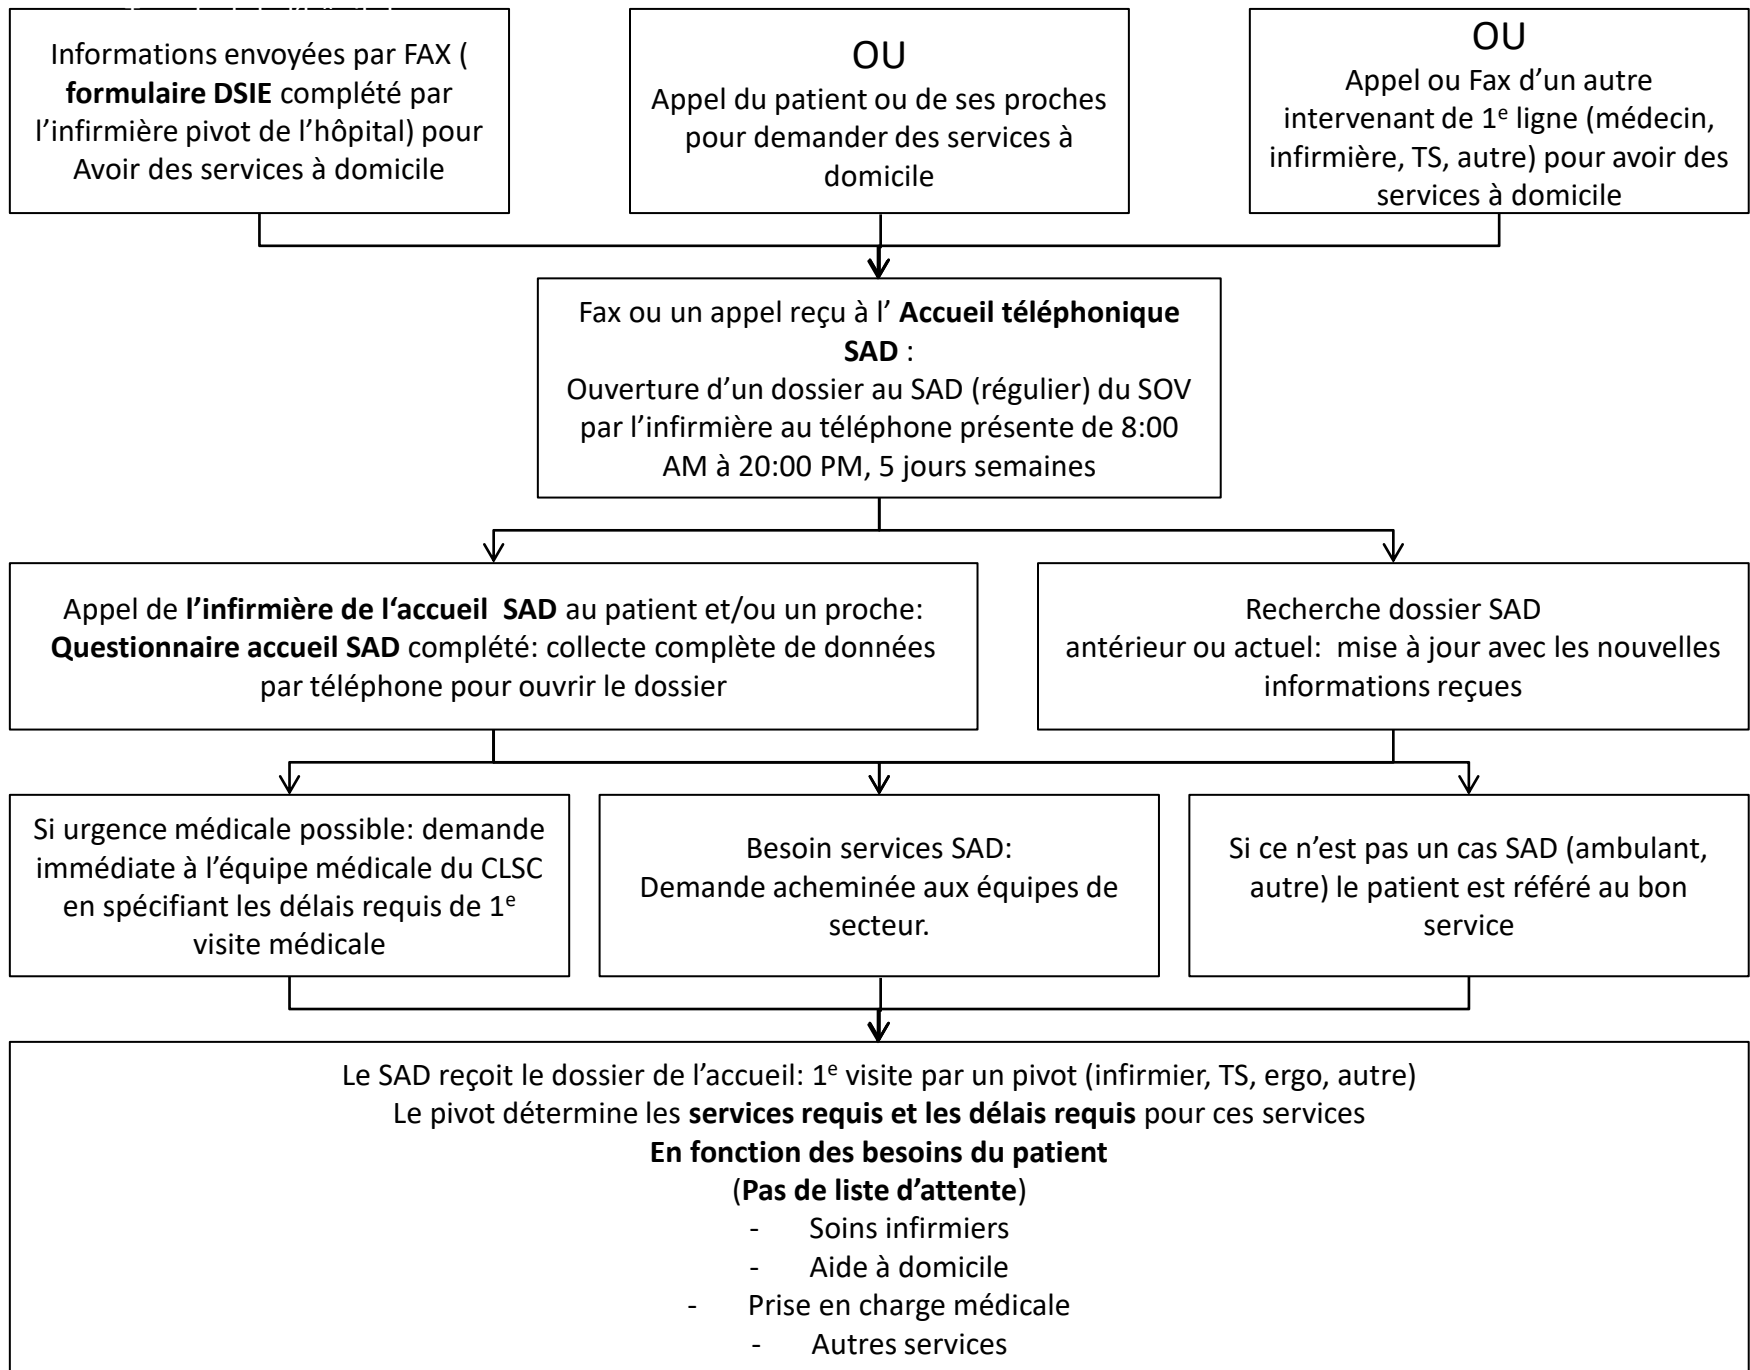 Informations envoyées par FAX (
formulaire DSIE complété par
l’infirmière pivot de l’hôpital) pour
Avoir des services à domicile
OU
Appel du patient ou de ses proches
pour demander des services à
domicile
OU
Appel ou Fax d’un autre
intervenant de 1e ligne (médecin,
infirmière, TS, autre) pour avoir des
services à domicile
Fax ou un appel reçu à l’ Accueil téléphonique
SAD :
Ouverture d’un dossier au SAD (régulier) du SOV
par l’infirmière au téléphone présente de 8:00
AM à 20:00 PM, 5 jours semaines
Appel de l’infirmière de l‘accueil SAD au patient et/ou un proche:
Questionnaire accueil SAD complété: collecte complète de données
par téléphone pour ouvrir le dossier
Recherche dossier SAD
antérieur ou actuel: mise à jour avec les nouvelles
informations reçues
Si urgence médicale possible: demande
immédiate à l’équipe médicale du CLSC
en spécifiant les délais requis de 1e
visite médicale
Besoin services SAD:
Demande acheminée aux équipes de
secteur.
Si ce n’est pas un cas SAD (ambulant,
autre) le patient est référé au bon
service
Le SAD reçoit le dossier de l’accueil: 1e visite par un pivot (infirmier, TS, ergo, autre)
Le pivot détermine les services requis et les délais requis pour ces services
En fonction des besoins du patient
(Pas de liste d’attente)
- Soins infirmiers
- Aide à domicile
- Prise en charge médicale
- Autres services